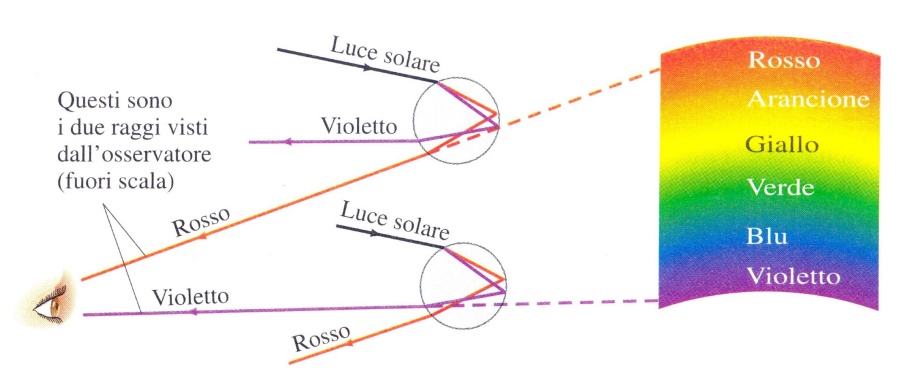 Luce solare
Questi sono
i due raggi visti
dall'osservatore
(fuori scala)
Violetto
Rosso
Luce solare
Violetto
Rosso
Rosso
Arancione
Giallo
Verde
Blu
Violetto